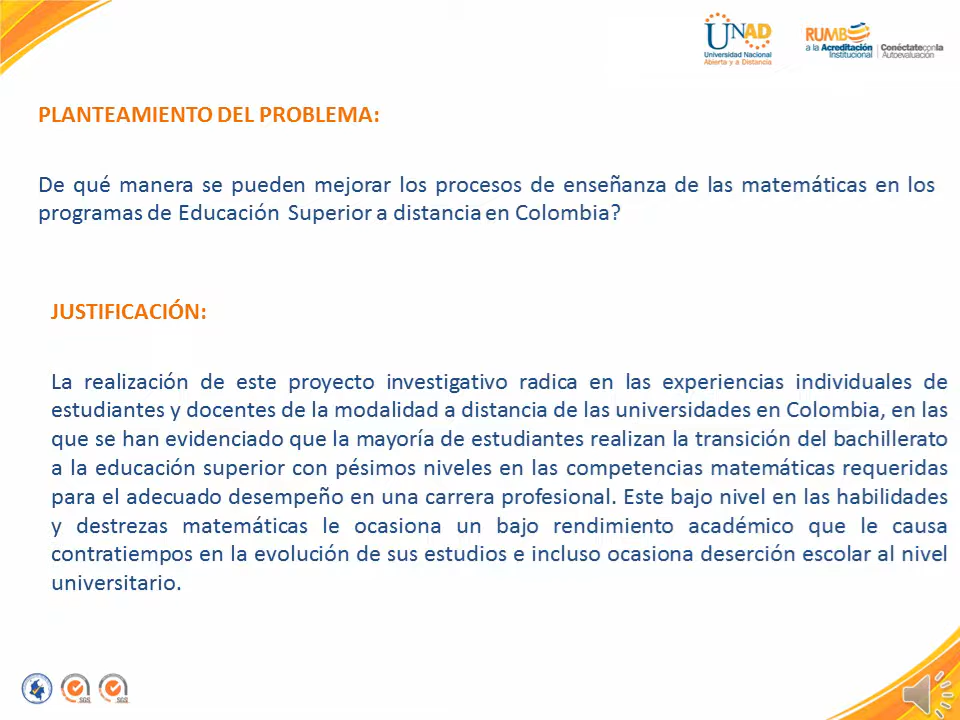 UNAD
Universidad Nacional
Abierta y a Distancia
RUMBO
a la Acreditación
Institucional
Conéctateconla
Autoevaluación
PLANTEAMIENTO DEL PROBLEMA:
De qué manera se pueden mejorar los procesos de enseñanza de las matemáticas en los
programas de Educación Superior a distancia en Colombia?
JUSTIFICACIÓN:
La realización de este proyecto investigativo radica en las experiencias individuales de
estudiantes y docentes de la modalidad a distancia de las universidades en Colombia, en las
que se han evidenciado que la mayoría de estudiantes realizan la transición del bachillerato
a la educación superior con pésimos niveles en las competencias matemáticas requeridas
para el adecuado desempeño en una carrera profesional. Este bajo nivel en las habilidades
y destrezas matemáticas le ocasiona un bajo rendimiento académico que le causa
contratiempos en la evolución de sus estudios e incluso ocasiona deserción escolar al nivel
universitario.
SGS
SGS